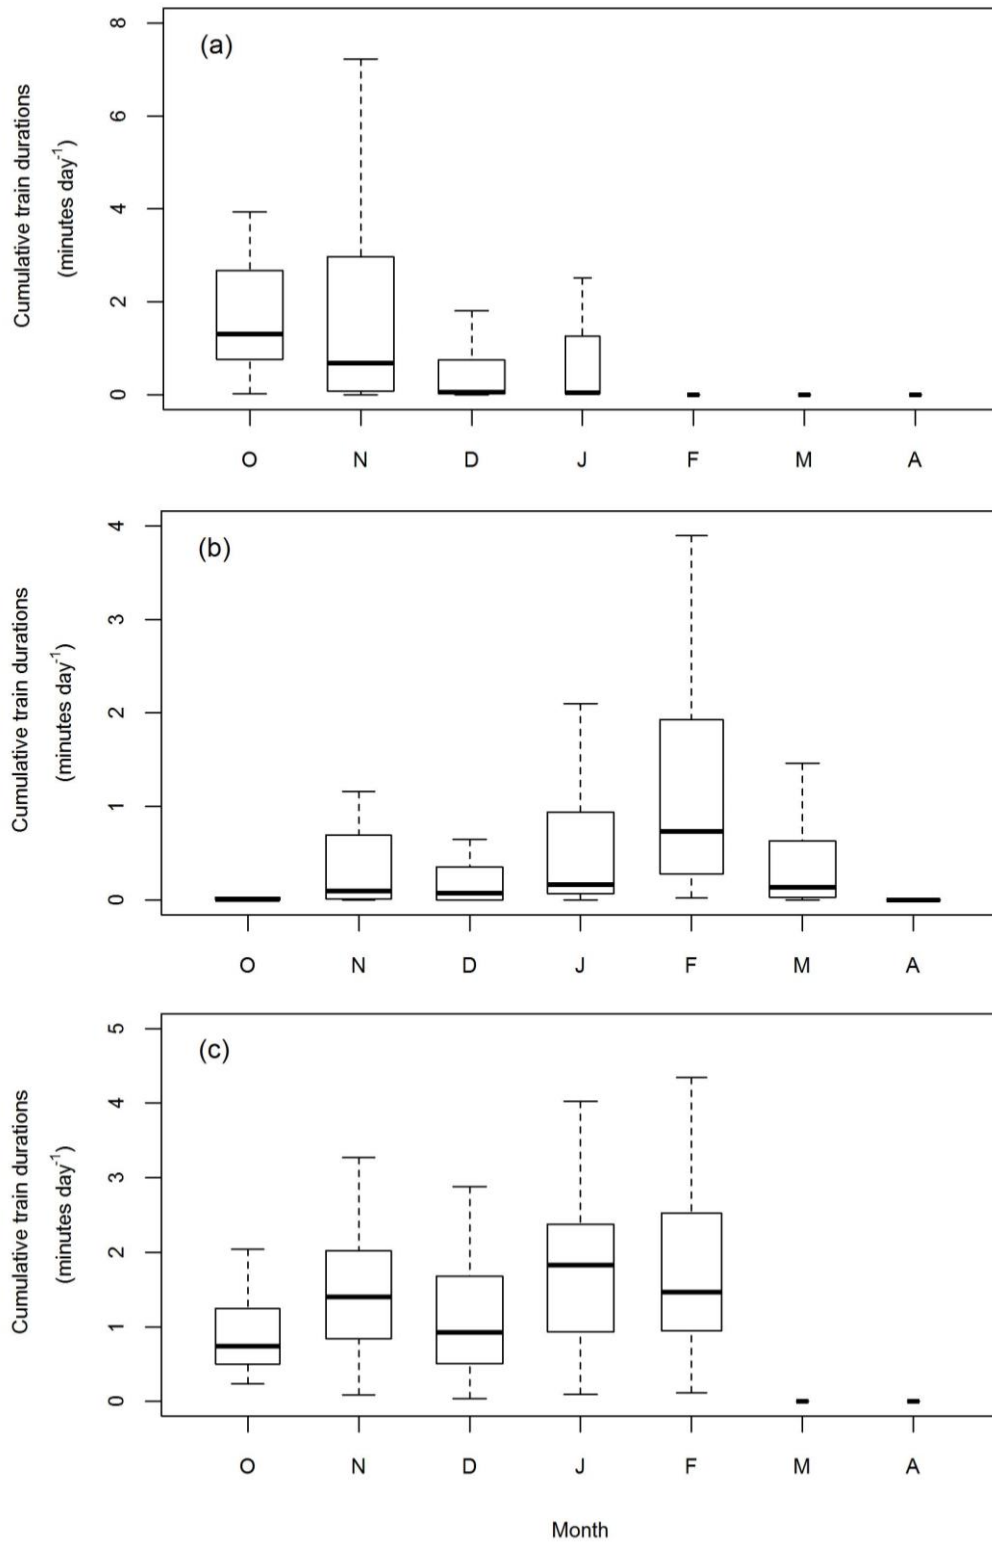 (a)
Cumulative train durations
(minutes day-1)
8
6
4
2
0
O N D J F M A
(b)
Cumulative train durations
(minutes day-1)
4
3
2
1
0
O N D J F M A
(c)
Cumulative train durations
(minutes day-1)
5
4
3
2
1
0
O N D J F M A
Month